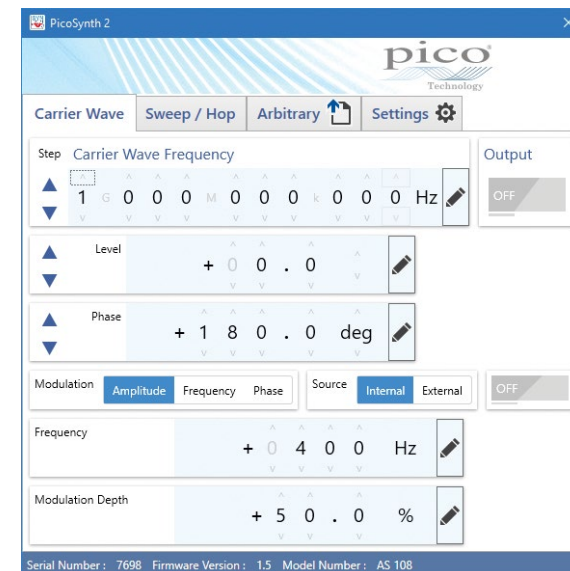 PicoSynth 2
pico
Technology
Carrier Wave Sweep / Hop Arbitrary Settings
Step Carrier Wave Frequency Output
1 G 0 0 0 M 0 0 0 k 0 0 0 Hz OFF
Level
+ 0 0 . 0
Phase
+ 1 8 0 . 0 deg
Modulation Amplitude Frequency Phase Source Internal External OFF
Frequency
+ 0 4 0 0 Hz
Modulation Depth
+ 5 0 . 0 %
Serial Number : 7698 Firmware Version : 1.5 Model Number : AS 108